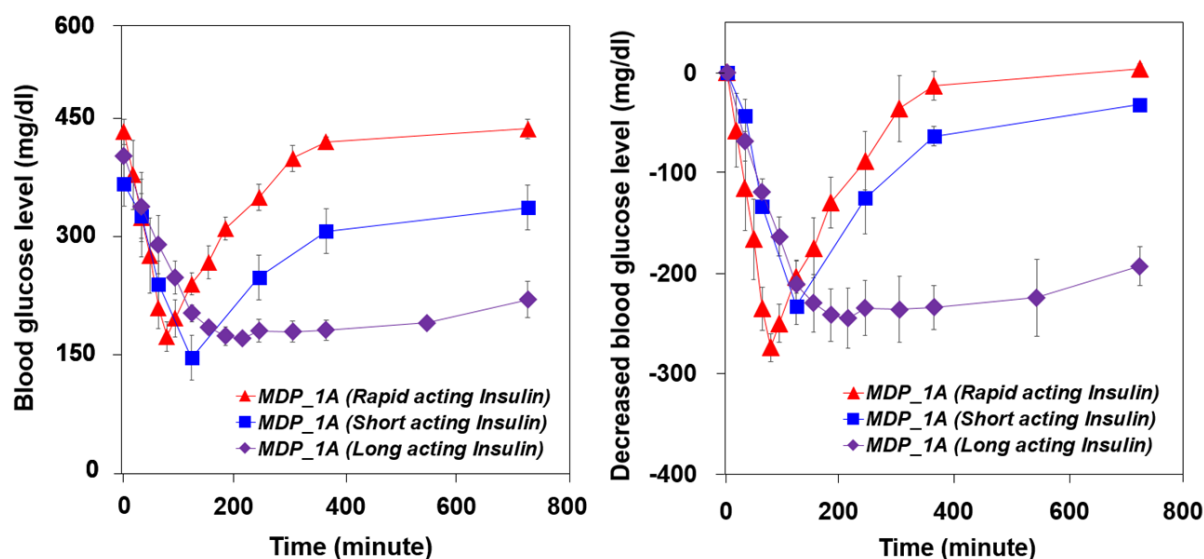 Blood glucose level (mg/dl)
600
450
300
150
0
MDP_1A (Rapid acting Insulin)
MDP_1A (Short acting Insulin)
MDP_1A (Long acting Insulin)
0 200 400 600 800
Time (minute)
Decreased blood glucose level (mg/dl)
0
-100
-200
-300
-400
MDP_1A (Rapid acting Insulin)
MDP_1A (Short acting Insulin)
MDP_1A (Long acting Insulin)
0 200 400 600 800
Time (minute)